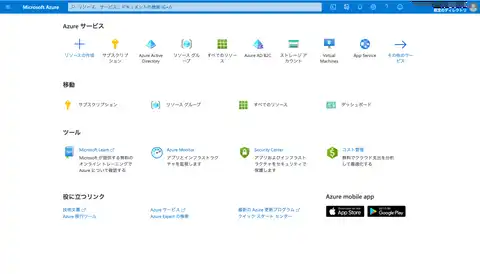 Microsoft Azure
リソース、サービス、ドキュメントの検索 (G+/)
既定のディレクトリ
Azure サービス
リソースの作成
サブスクリプション
Azure Active Directory
リソース グループ
すべてのリソース
Azure AD B2C
ストレージ アカウント
Virtual Machines
App Service
その他のサービス
移動
サブスクリプション
リソース グループ
すべてのリソース
ダッシュボード
ツール
Microsoft Learn
Microsoft が提供する無料の
オンライン トレーニングで
Azure について確認する
Azure Monitor
アプリとインフラストラク
チャを監視します
Security Center
アプリおよびインフラスト
ラクチャをセキュリティで
保護します
コスト管理
無料でクラウド支出を分析
して最適化する
役に立つリンク
技術文書
Azure 移行ツール
Azure サービス
Azure Expert の検索
最新の Azure 更新プログラム
クイック スタート センター
Azure mobile app
App Store
Google Play